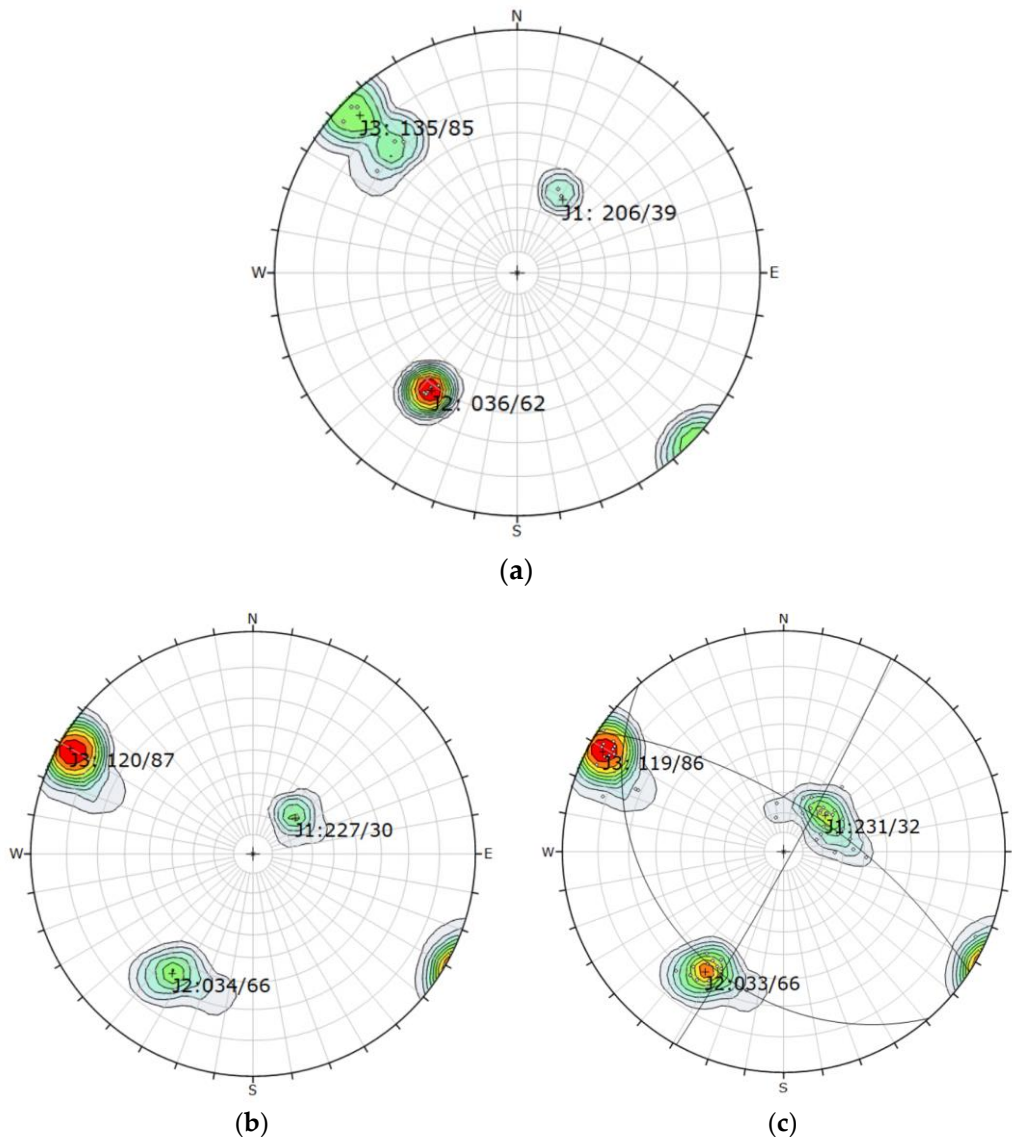 N
J3: 135/85
J1: 206/39
W
E
J2: 036/62
S
(a)
N
J3: 120/87
J1:227/30
W
E
J2:034/66
S
(b)
N
J3: 119/86
J1:231/32
W
E
J2:033/66
S
(c)